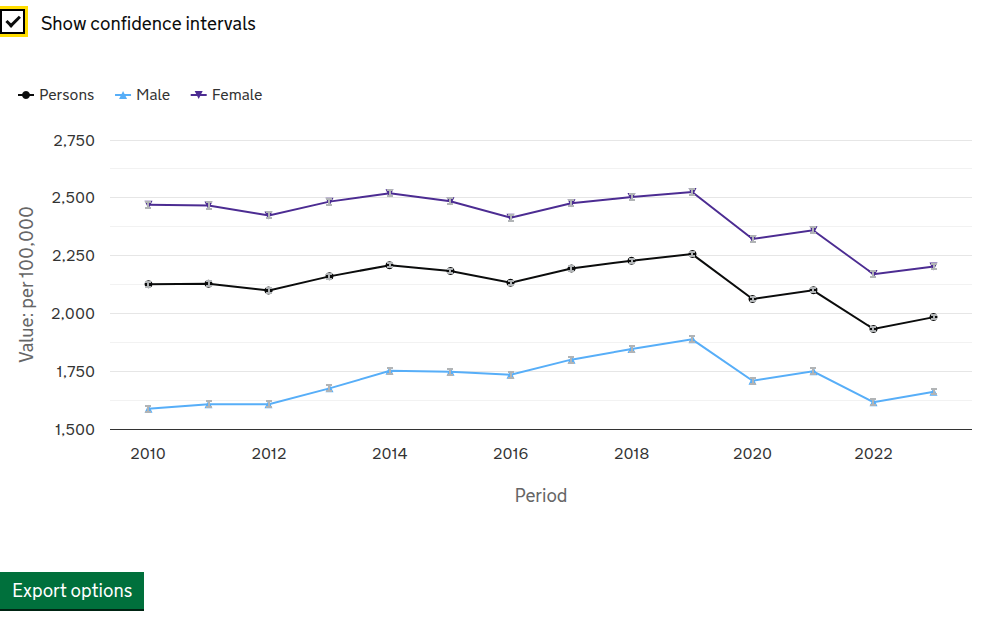 Show confidence intervals
Persons Male Female
2,750
2,500
2,250
2,000
1,750
1,500
Value: per 100,000
2010 2012 2014 2016 2018 2020 2022
Period
Export options